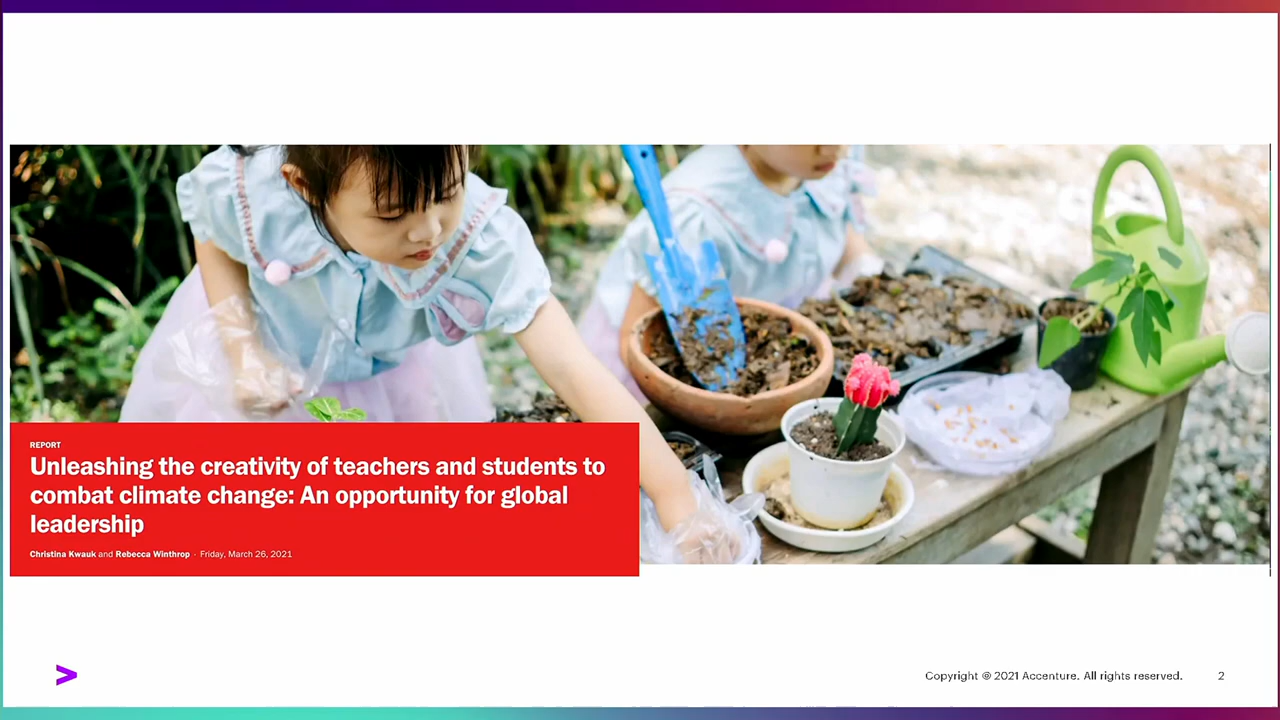 REPORT
Unleashing the creativity of teachers and students to
combat climate change: An opportunity for global
leadership
Christina Kwauk and Rebecca Winthrop · Friday, March 26, 2021
Copyright © 2021 Accenture. All rights reserved. 2